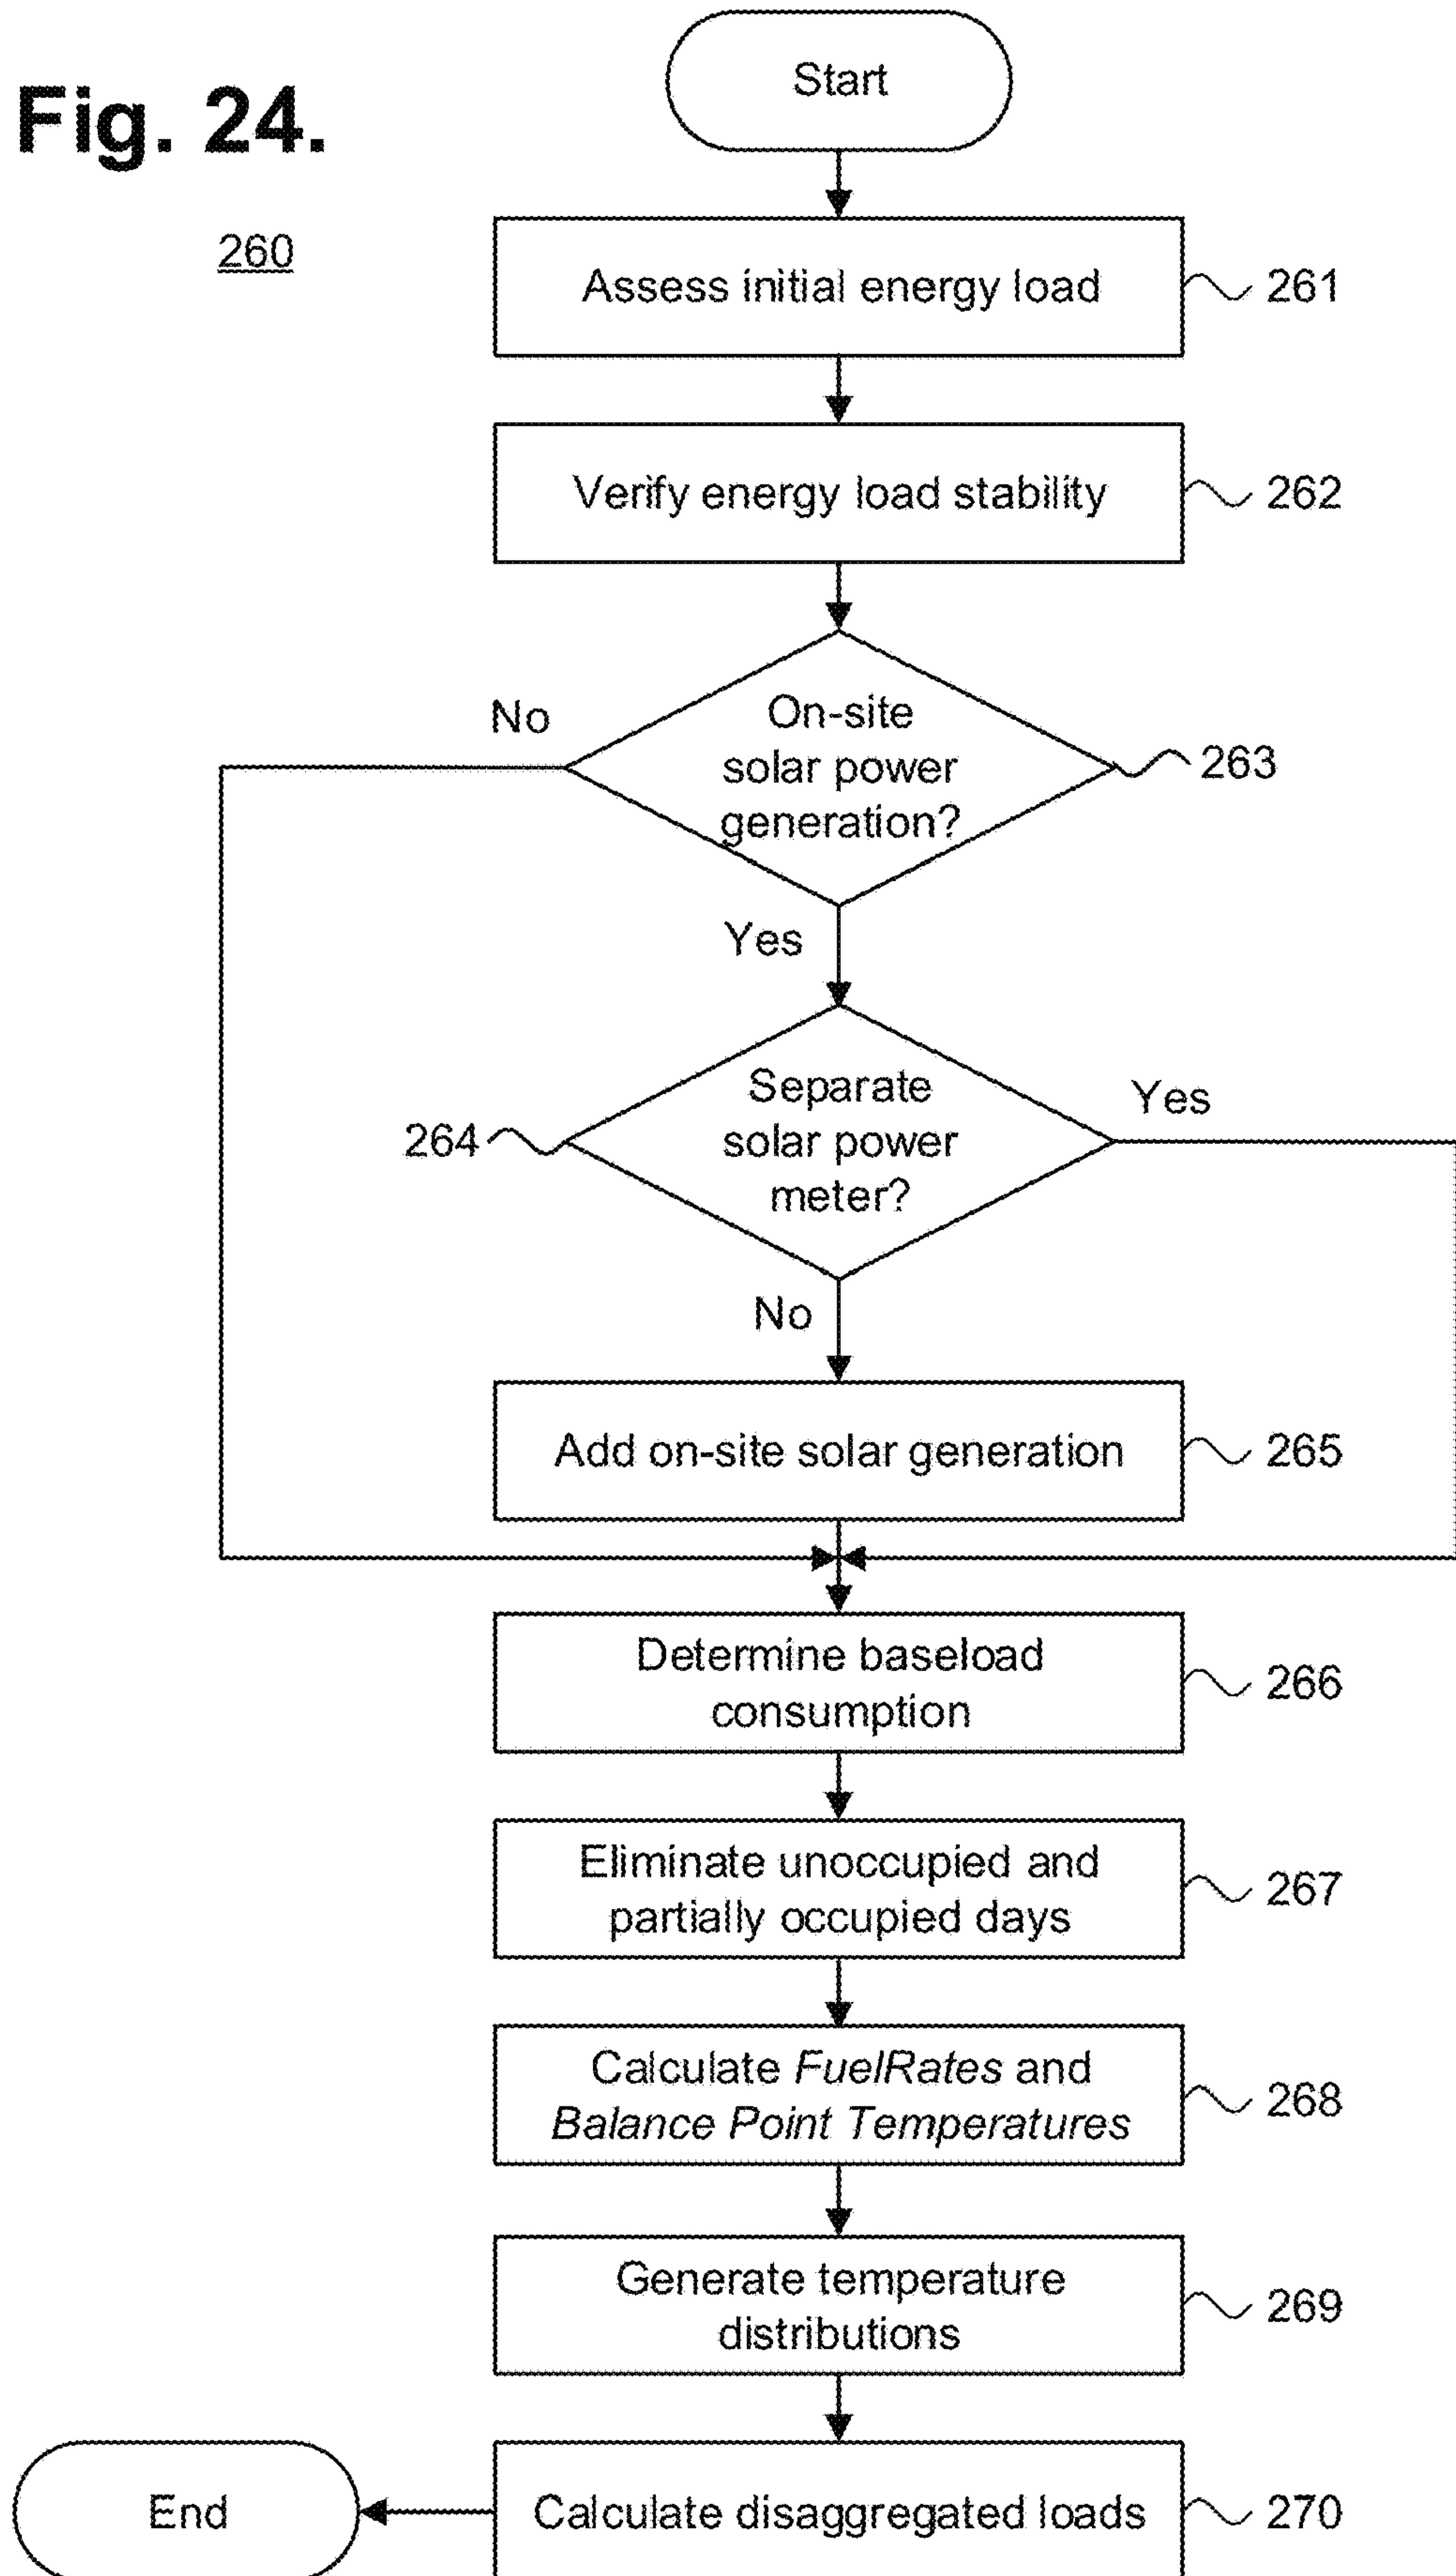 Fig. 24.
260
Start
Assess initial energy load
261
Verify energy load stability
262
No
On-site
solar power
generation?
263
Yes
Separate
solar power
meter?
264
Yes
No
Add on-site solar generation
265
Determine baseload
consumption
266
Eliminate unoccupied and
partially occupied days
267
Calculate FuelRates and
Balance Point Temperatures
268
Generate temperature
distributions
269
End
Calculate disaggregated loads
270